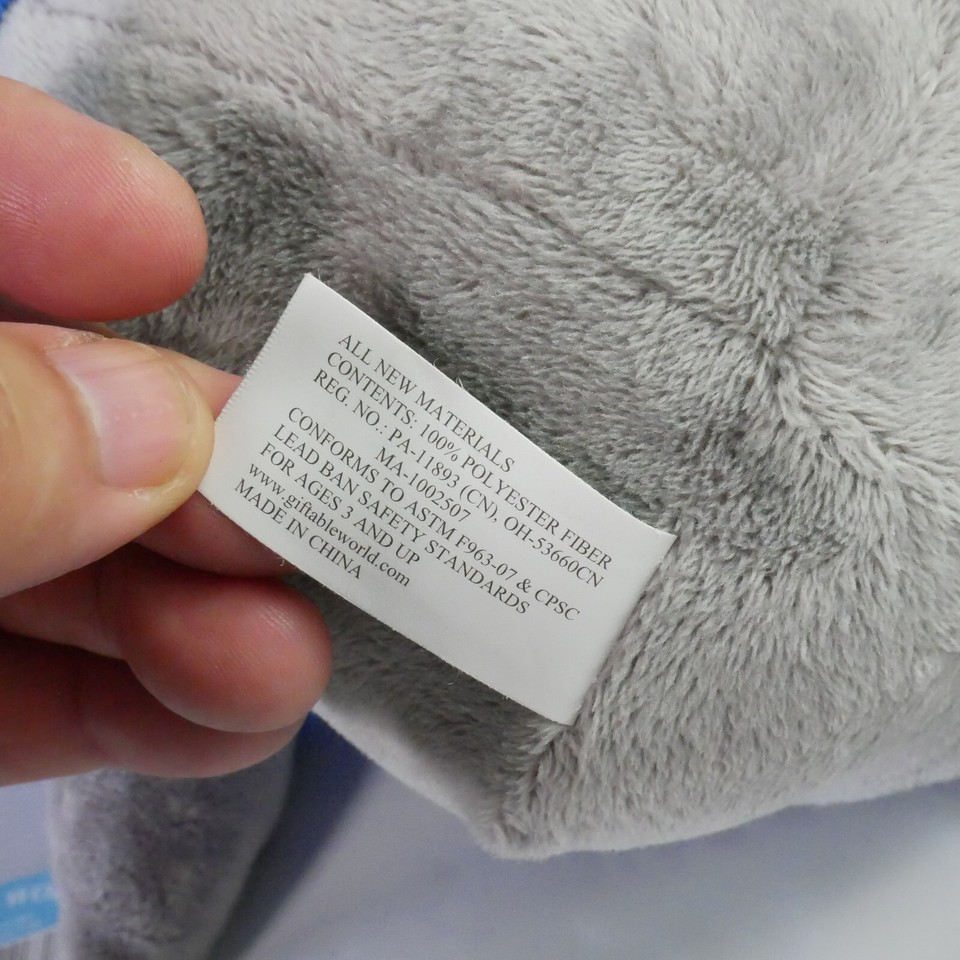 ALL NEW MATERIALS
CONTENTS: 100% POLYESTER FIBER
REG. NO.: PA-11893 (CN), OH-53660CN
MA-1002507
CONFORMS TO ASTM F963-07 & CPSC
LEAD BAN SAFETY STANDARDS
FOR AGES 3 AND UP
www.giftableworld.com
MADE IN CHINA